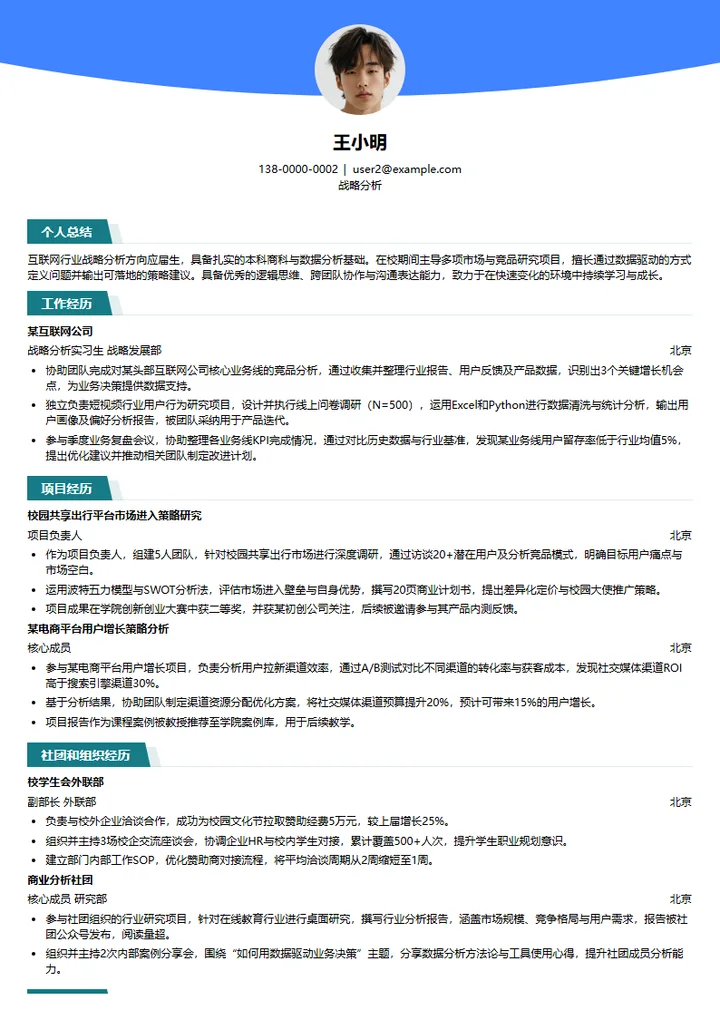 王小明
138-0000-0002 | user2@example.com
战略分析
个人总结
互联网行业战略分析方向应届生，具备扎实的本科商科与数据分析基础。在校期间主导多项市场与竞品研究项目，擅长通过数据驱动的方式
定义问题并输出可落地的策略建议。具备优秀的逻辑思维、跨团队协作与沟通表达能力，致力于在快速变化的环境中持续学习与成长。
工作经历
某互联网公司
战略分析实习生 战略发展部 北京
• 协助团队完成对某头部互联网公司核心业务线的竞品分析，通过收集并整理行业报告、用户反馈及产品数据，识别出3个关键增长机会
点，为业务决策提供数据支持。
• 独立负责短视频行业用户行为研究项目，设计并执行线上问卷调研（N=500），运用Excel和Python进行数据清洗与统计分析，输出用
户画像及偏好分析报告，被团队采纳用于产品迭代。
• 参与季度业务复盘会议，协助整理各业务线KPI完成情况，通过对比历史数据与行业基准，发现某业务线用户留存率低于行业均值5%，
提出优化建议并推动相关团队制定改进计划。
项目经历
校园共享出行平台市场进入策略研究
项目负责人 北京
• 作为项目负责人，组建5人团队，针对校园共享出行市场进行深度调研，通过访谈20+潜在用户及分析竞品模式，明确目标用户痛点与
市场空白。
• 运用波特五力模型与SWOT分析法，评估市场进入壁垒与自身优势，撰写20页商业计划书，提出差异化定价与校园大使推广策略。
• 项目成果在学院创新创业大赛中获二等奖，并获某初创公司关注，后续被邀请参与其产品内测反馈。
某电商平台用户增长策略分析
核心成员 北京
• 参与某电商平台用户增长项目，负责分析用户拉新渠道效率，通过A/B测试对比不同渠道的转化率与获客成本，发现社交媒体渠道ROI
高于搜索引擎渠道30%。
• 基于分析结果，协助团队制定渠道资源分配优化方案，将社交媒体渠道预算提升20%，预计可带来15%的用户增长。
• 项目报告作为课程案例被教授推荐至学院案例库，用于后续教学。
社团和组织经历
校学生会外联部
副部长 外联部 北京
• 负责与校外企业洽谈合作，成功为校园文化节拉取赞助经费5万元，较上届增长25%。
• 组织并主持3场校企交流座谈会，协调企业HR与校内学生对接，累计覆盖500+人次，提升学生职业规划意识。
• 建立部门内部工作SOP，优化赞助商对接流程，将平均洽谈周期从2周缩短至1周。
商业分析社团
核心成员 研究部 北京
• 参与社团组织的行业研究项目，针对在线教育行业进行桌面研究，撰写行业分析报告，涵盖市场规模、竞争格局与用户需求，报告被社
团公众号发布，阅读量超。
• 组织并主持2次内部案例分享会，围绕“如何用数据驱动业务决策”主题，分享数据分析方法论与工具使用心得，提升社团成员分析能
力。